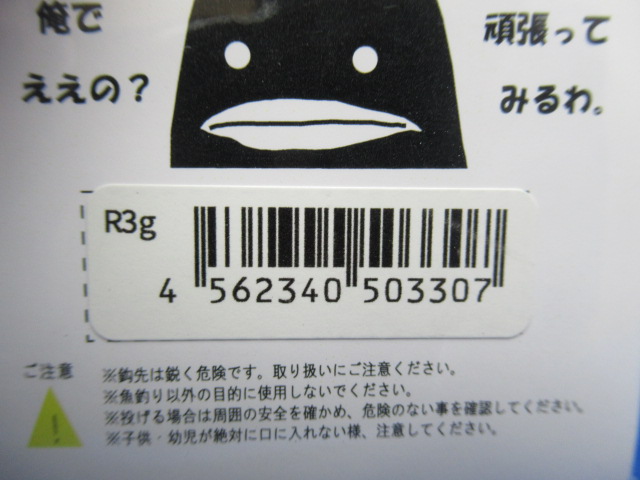 俺で
ええの？
頑張って
みるわ。
R3g
4 562340 503307
ご注意
※鈎先は鋭く危険です。取り扱いにご注意ください。
※魚釣り以外の目的に使用しないでください。
※投げる場合は周囲の安全を確かめ、危険のない事を確認してください。
※子供・幼児が絶対に口に入れない様、注意してください。